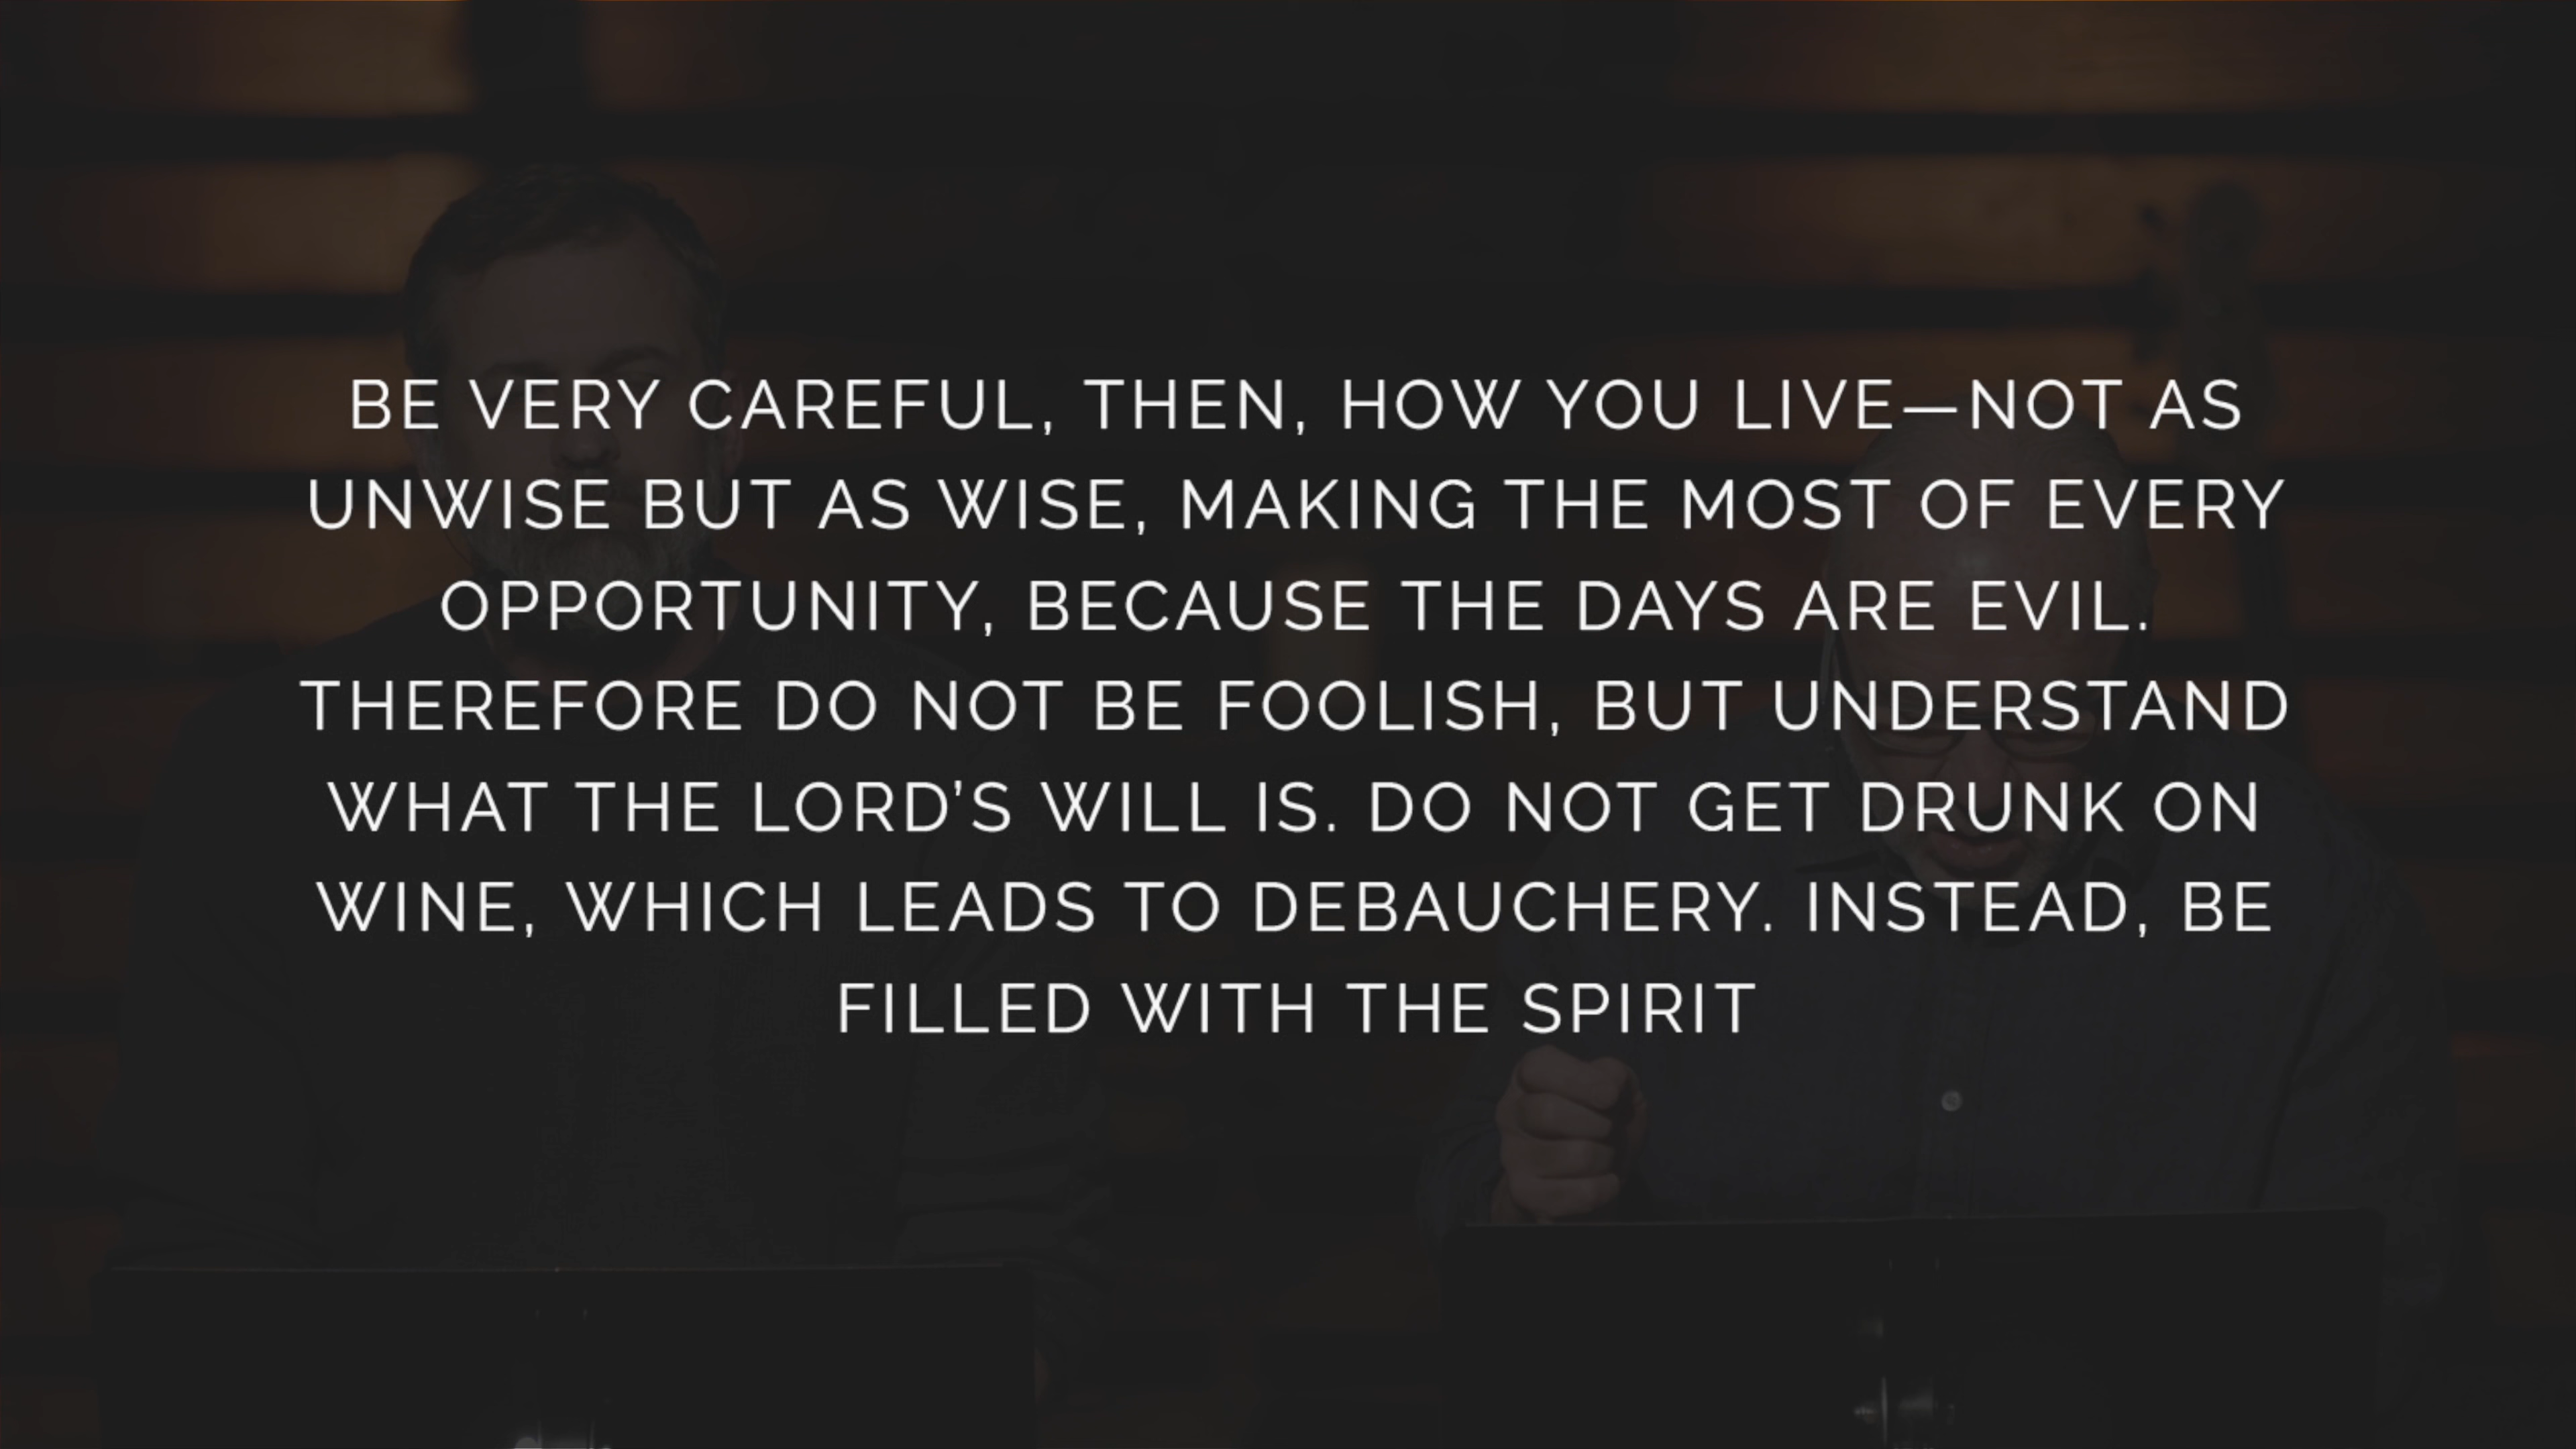 BE VERY CAREFUL, THEN, HOW YOU LIVE—NOT AS
UNWISE BUT AS WISE, MAKING THE MOST OF EVERY
OPPORTUNITY, BECAUSE THE DAYS ARE EVIL.
THEREFORE DO NOT BE FOOLISH, BUT UNDERSTAND
WHAT THE LORD’S WILL IS. DO NOT GET DRUNK ON
WINE, WHICH LEADS TO DEBAUCHERY. INSTEAD, BE
FILLED WITH THE SPIRIT